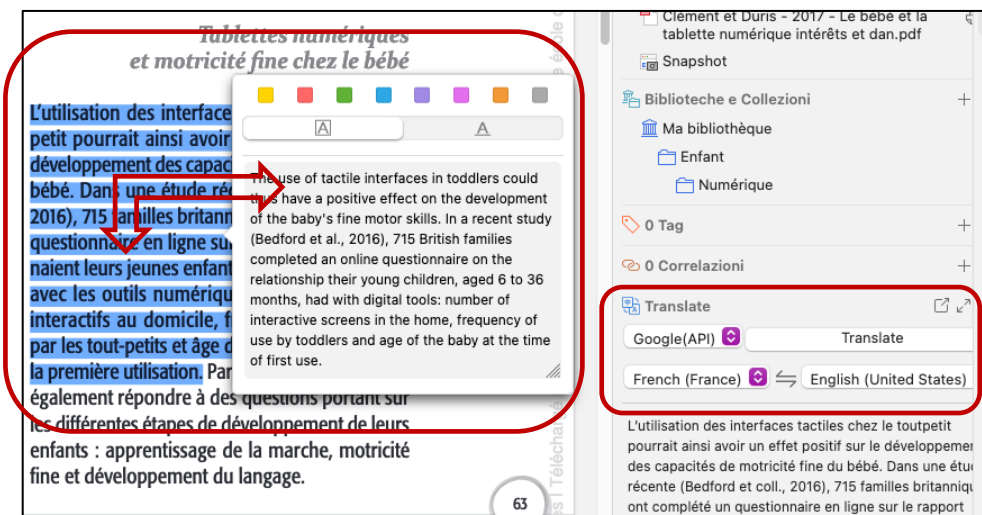 Tablettes numériques
et motricité fine chez le bébé
L'utilisation des interface
petit pourrait ainsi avoir
développement des capac
bébé. Dans une étude ré
2016), 715 familles britann
questionnaire en ligne su
naient leurs jeunes enfant
avec les outils numériqu
interactifs au domicile, f
par les tout-petits et âge d
la première utilisation. Par
également répondre à des questions portant sur
les différentes étapes de développement de leurs
enfants : apprentissage de la marche, motricité
fine et développement du langage.
63
A
A
The use of tactile interfaces in toddlers could
thus have a positive effect on the development
of the baby's fine motor skills. In a recent study
(Bedford et al., 2016), 715 British families
completed an online questionnaire on the
relationship their young children, aged 6 to 36
months, had with digital tools: number of
interactive screens in the home, frequency of
use by toddlers and age of the baby at the time
of first use.
Clément et Duris - 2017 - Le bébé et la
tablette numérique intérêts et dan.pdf
Snapshot
Biblioteche e Collezioni
Ma bibliothèque
Enfant
Numérique
0 Tag
0 Correlazioni
Translate
Google(API) Translate
French (France) English (United States)
L'utilisation des interfaces tactiles chez le toutpetit
pourrait ainsi avoir un effet positif sur le développemen
des capacités de motricité fine du bébé. Dans une étu
récente (Bedford et coll., 2016), 715 familles britanniqu
ont complété un questionnaire en ligne sur le rapport